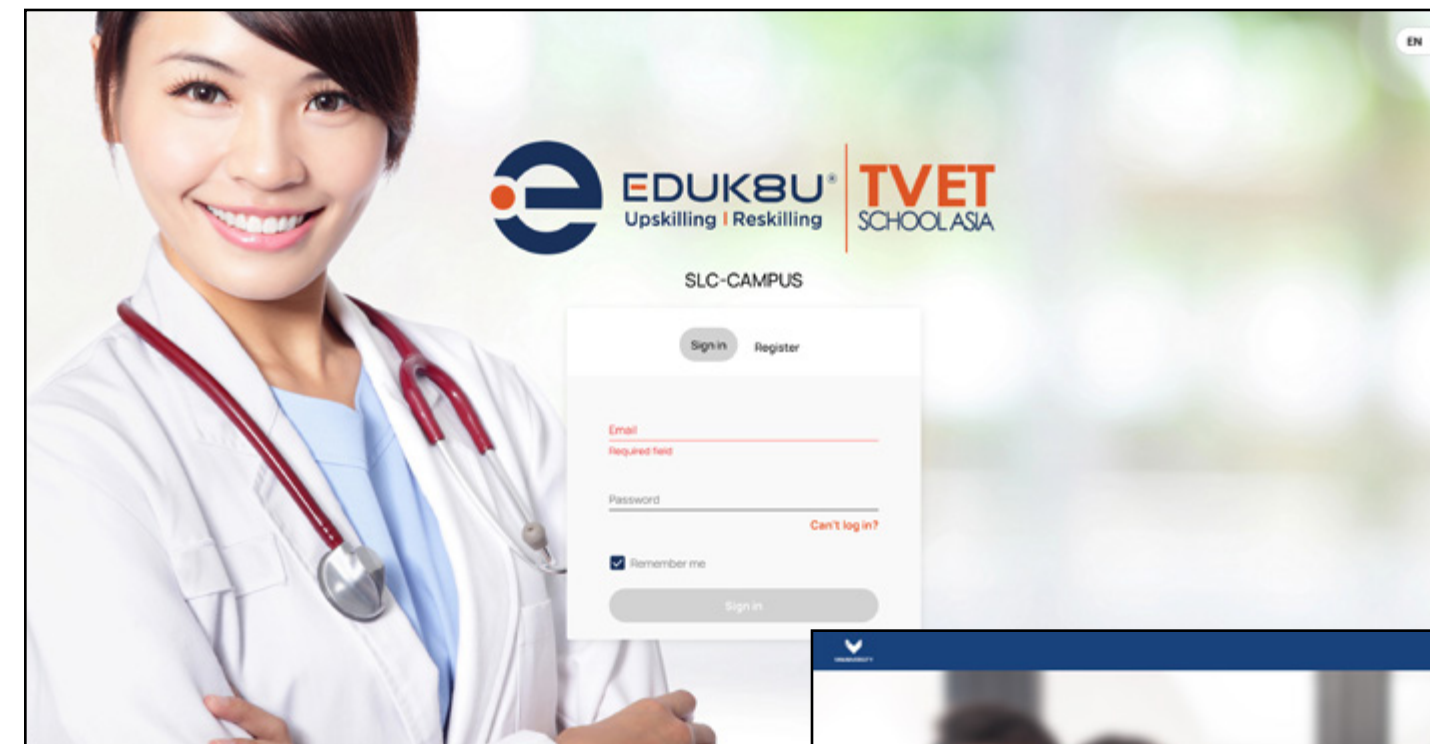 EN
EDUK8U®
Upskilling | Reskilling
TVET
SCHOOL ASIA
SLC-CAMPUS
Sign in Register
Email
Required field
Password
Can't log in?
Remember me
Sign in